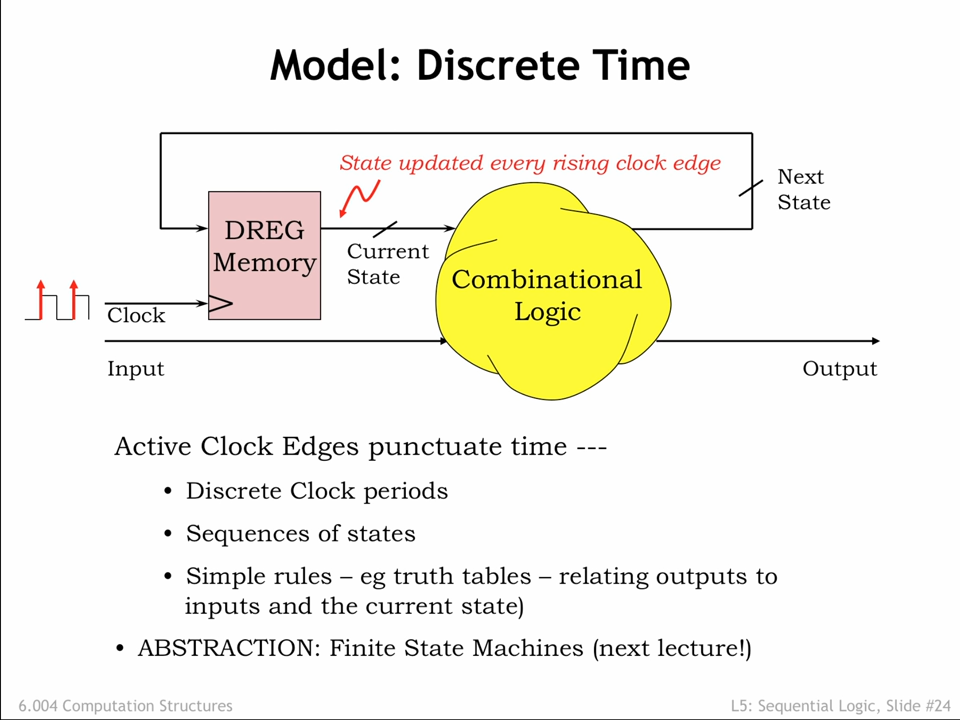 Model: Discrete Time
State updated every rising clock edge
Next
State
DREG
Memory
Current
State
Combinational
Logic
Clock
Input
Output
Active Clock Edges punctuate time ---
• Discrete Clock periods
• Sequences of states
• Simple rules – eg truth tables – relating outputs to
inputs and the current state)
• ABSTRACTION: Finite State Machines (next lecture!)
6.004 Computation Structures
L5: Sequential Logic, Slide #24